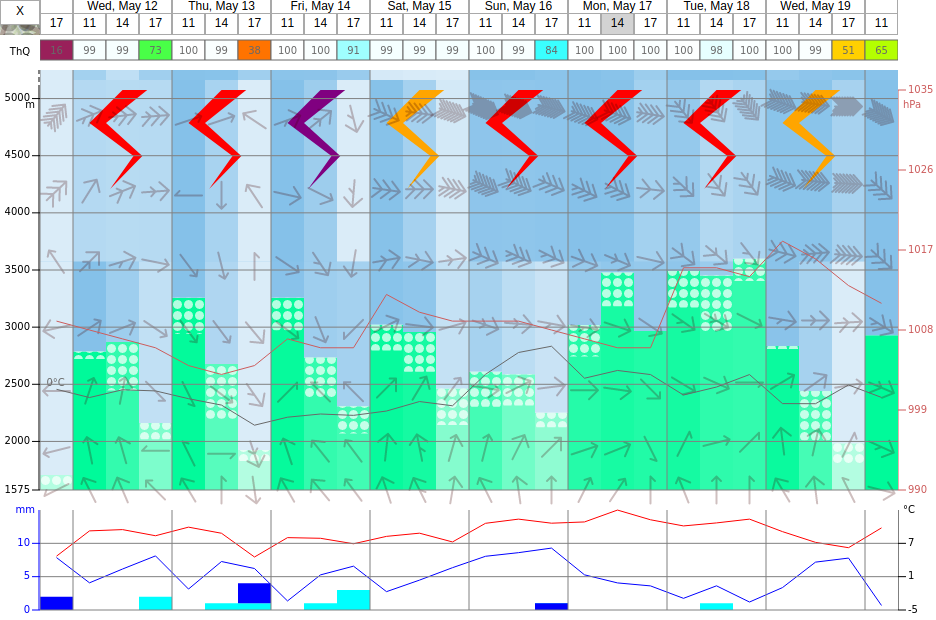 X Wed, May 12 Thu, May 13 Fri, May 14 Sat, May 15 Sun, May 16 Mon, May 17 Tue, May 18 Wed, May 19
17 11 14 17 11 14 17 11 14 17 11 14 17 11 14 17 11 14 17 11 14 17 11 14 17 11
ThQ 16 99 99 73 100 99 38 100 100 91 99 99 99 100 99 84 100 100 100 100 98 100 100 99 51 65
5000 1035
m hPa
4500 1026
4000
3500 1017
3000 1008
0°C
2500 999
2000
1575 990
mm °C
10 7
5 1
0 -5